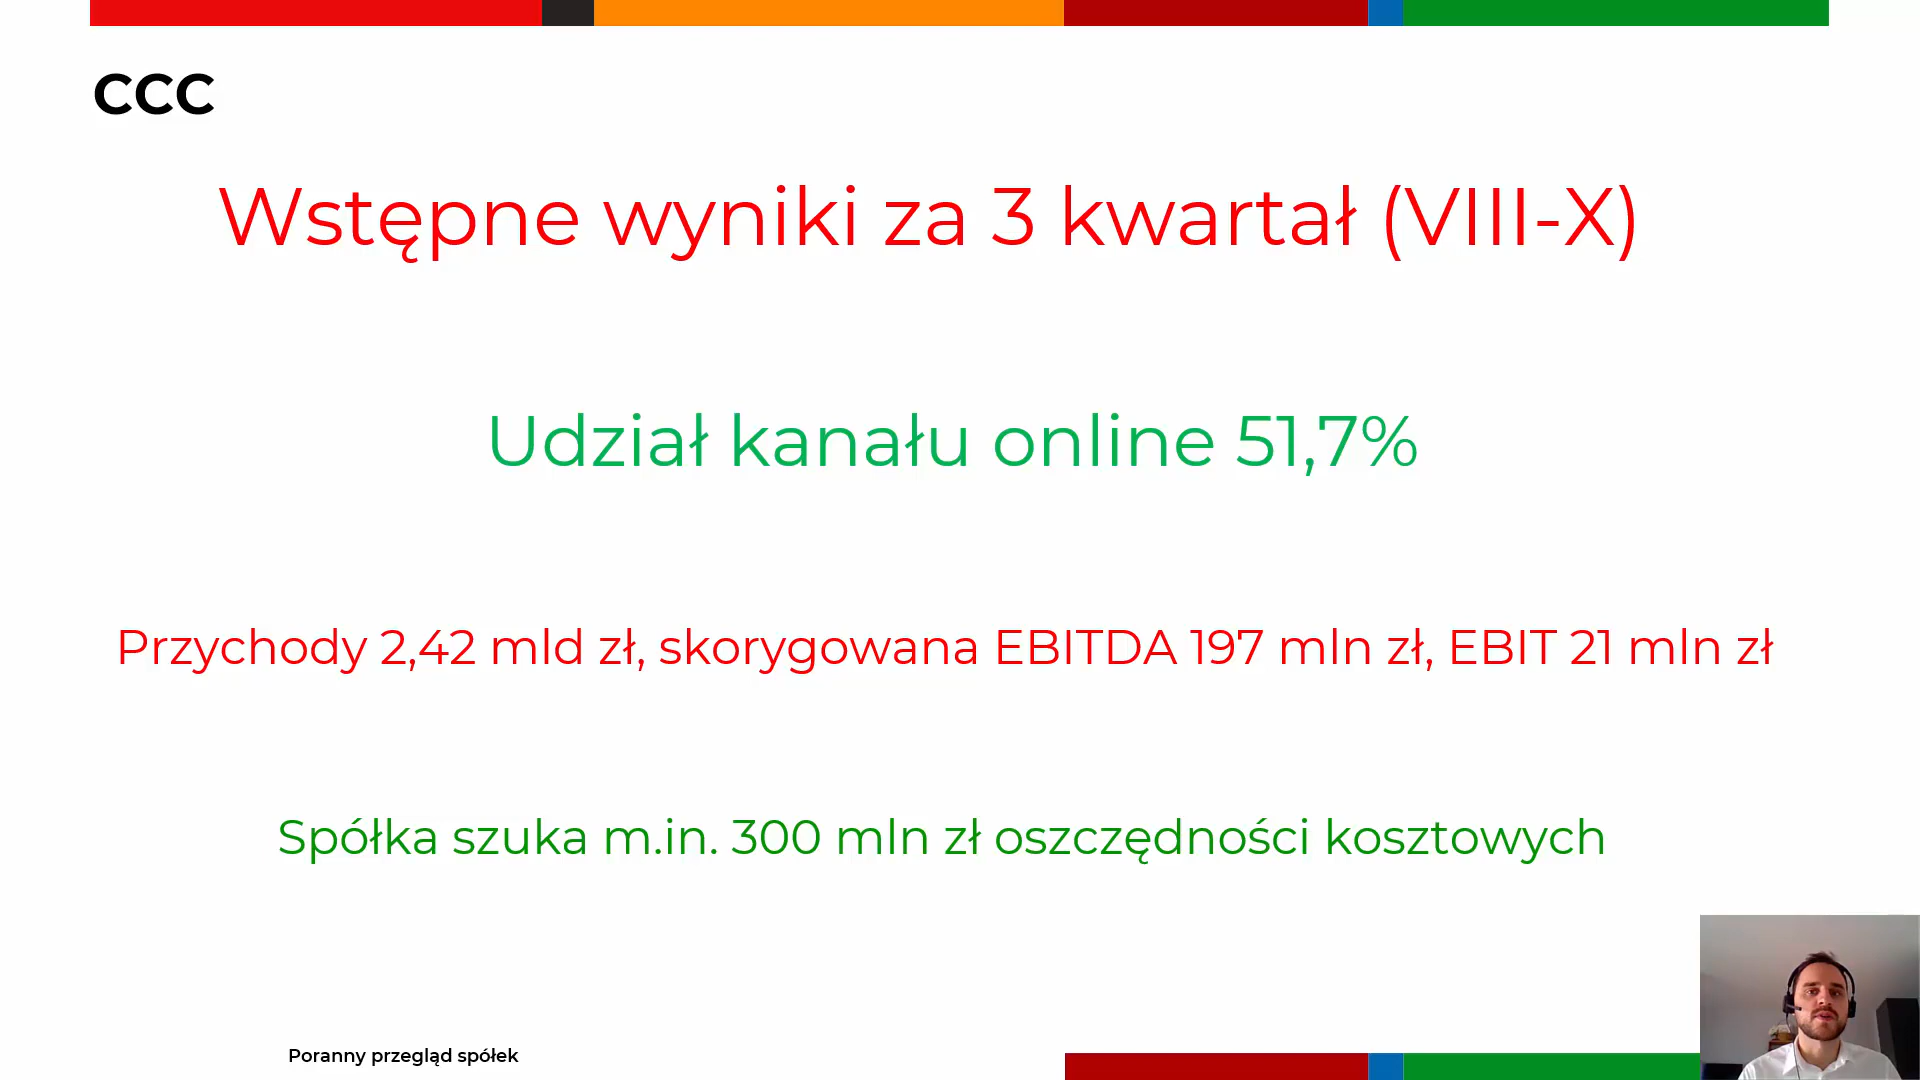 CCC
Wstępne wyniki za 3 kwartał (VIII-X)
Udział kanału online 51,7%
Przychody 2,42 mld zł, skorygowana EBITDA 197 mln zł, EBIT 21 mln zł
Spółka szuka m.in. 300 mln zł oszczędności kosztowych
Poranny przegląd spółek